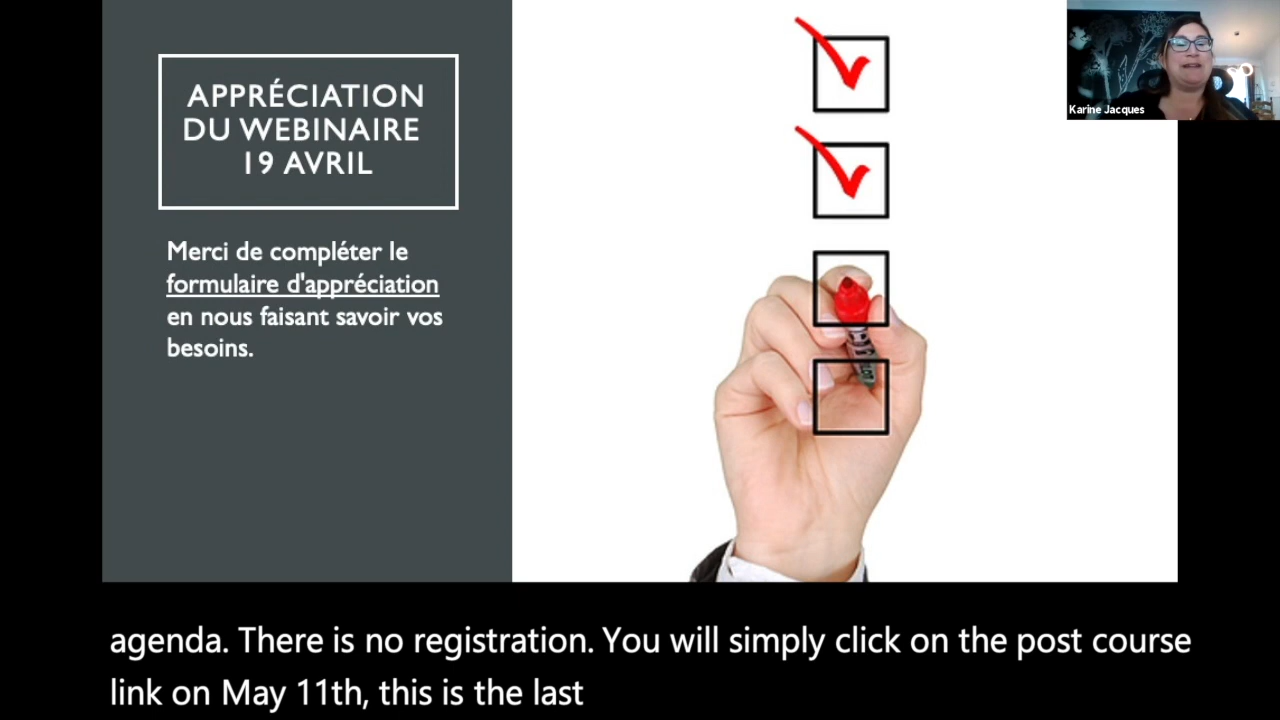 APPRÉCIATION
DU WEBINAIRE
19 AVRIL
Merci de compléter le
formulaire d'appréciation
en nous faisant savoir vos
besoins.
Karine Jacques
agenda. There is no registration. You will simply click on the post course
link on May 11th, this is the last